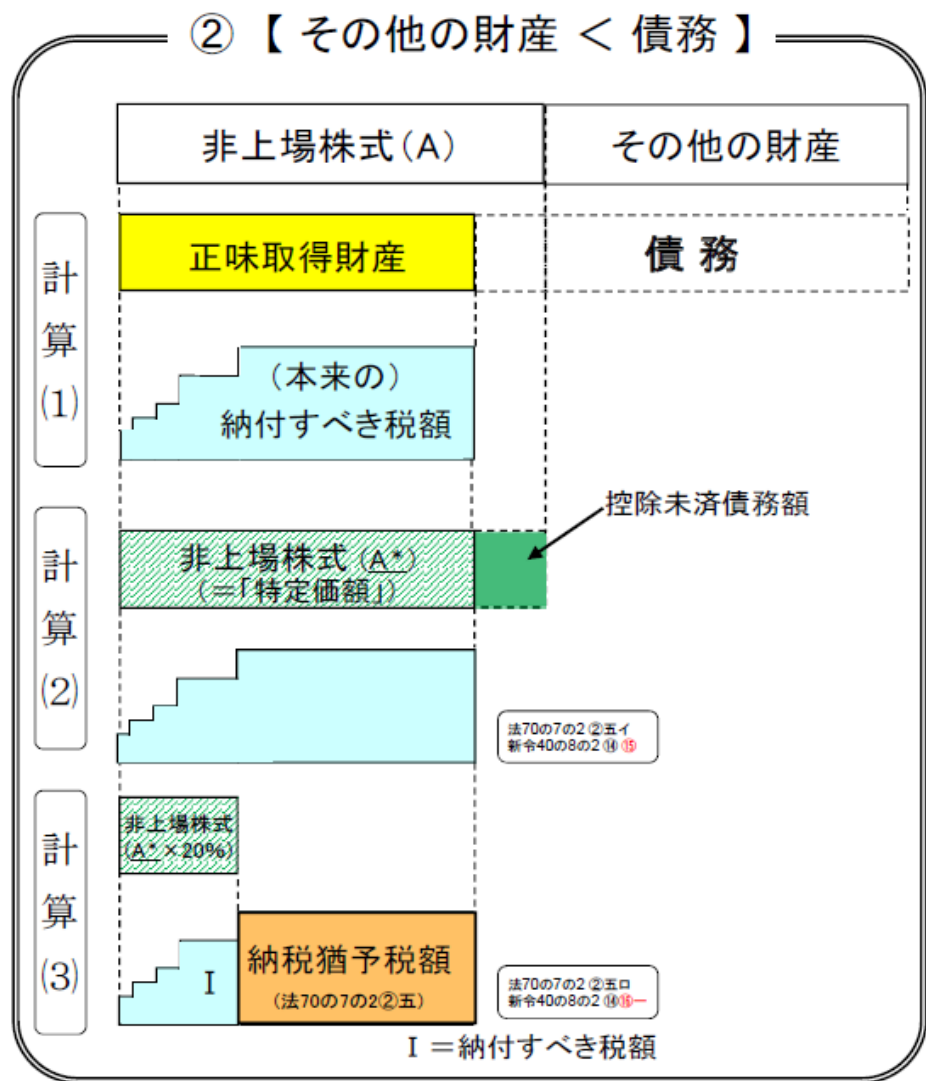 ② 【 その他の財産 < 債務 】
非上場株式(A)
その他の財産
計算(1)
正味取得財産
債務
(本来の)
納付すべき税額
控除未済債務額
計算(2)
非上場株式 (A*)
(=「特定価額」)
法70の7の2 ②五イ
新令40の8の2 ⑭ ⑮
計算(3)
非上場株式
(A* ×20%)
I
納税猶予税額
(法70の7の2②五)
法70の7の2 ②五ロ
新令40の8の2 ⑭⑯一
I =納付すべき税額